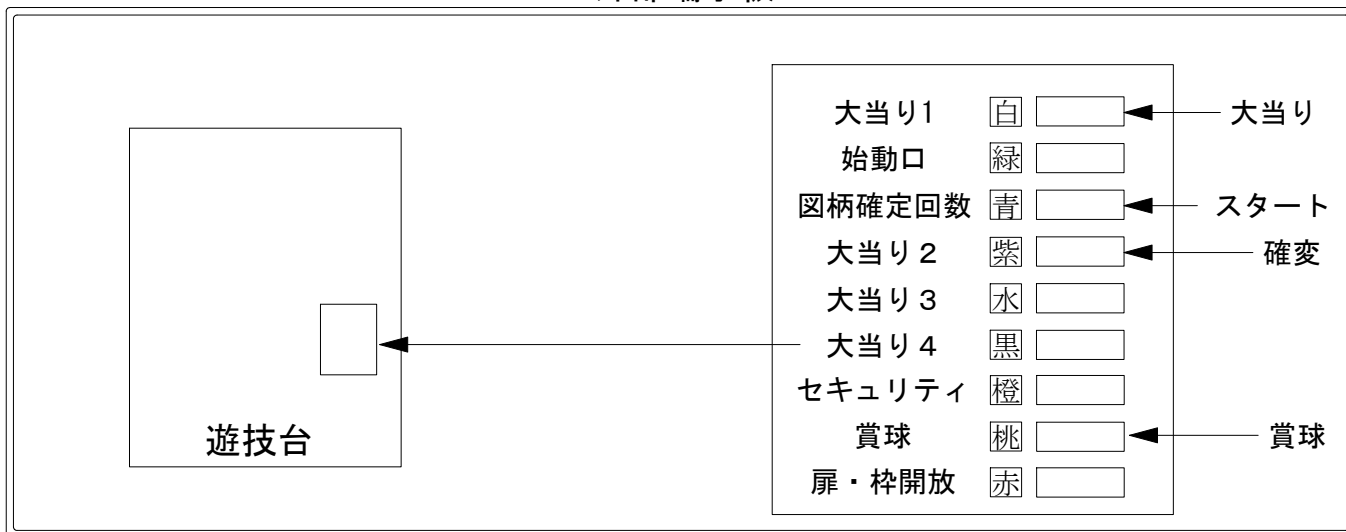 大当り1 白 大当り
始動口 緑
図柄確定回数 青 スタート
大当り２ 紫 確変
大当り３ 水
大当り４ 黒
セキュリティ 橙
遊技台
賞球 桃 賞球
扉・枠開放 赤